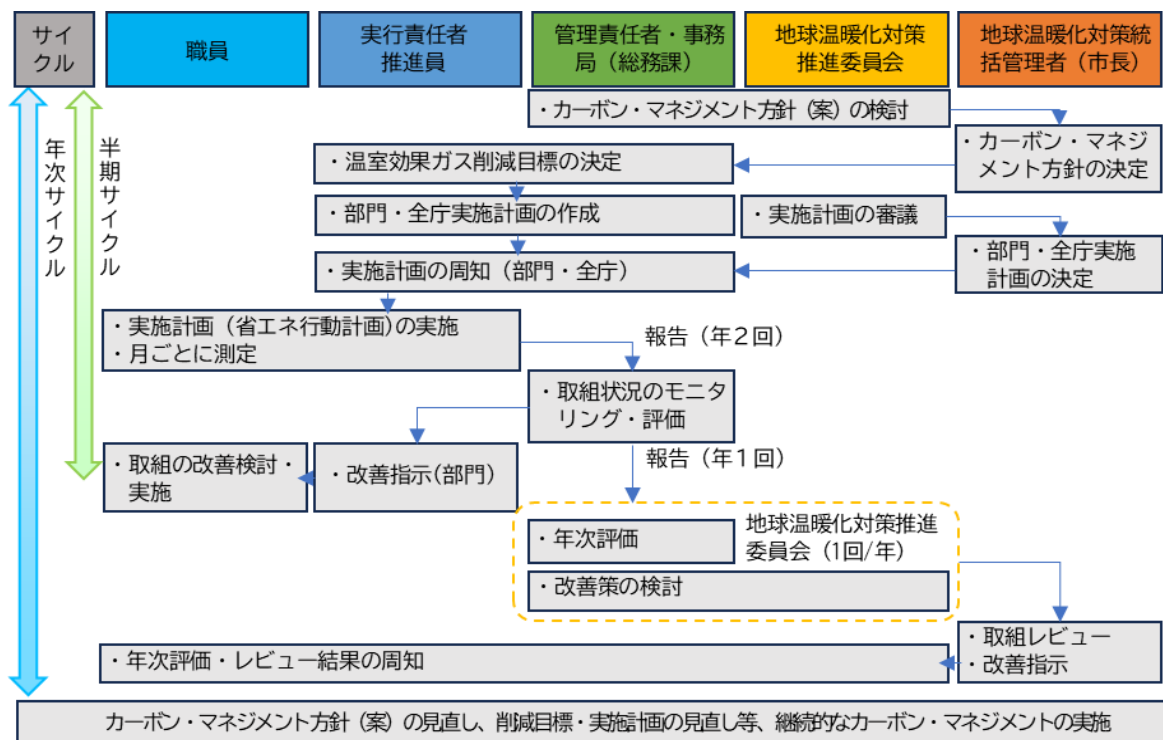 サイ
クル
職員
実行責任者
推進員
管理責任者・事務
局（総務課）
地球温暖化対策
推進委員会
地球温暖化対策統
括管理者（市長）
年次サイクル
半期サイクル
・カーボン・マネジメント方針（案）の検討
・カーボン・マネジ
メント方針の決定
・温室効果ガス削減目標の決定
・部門・全庁実施計画の作成
・実施計画の審議
・部門・全庁実施
計画の決定
・実施計画の周知（部門・全庁）
・実施計画（省エネ行動計画)の実施
・月ごとに測定
報告（年２回）
・取組状況のモニタ
リング・評価
・取組の改善検討・
実施
・改善指示(部門）
報告（年１回）
・年次評価
地球温暖化対策推進
委員会（1回/年）
・改善策の検討
・取組レビュー
・改善指示
・年次評価・レビュー結果の周知
カーボン・マネジメント方針（案）の見直し、削減目標・実施計画の見直し等、継続的なカーボン・マネジメントの実施